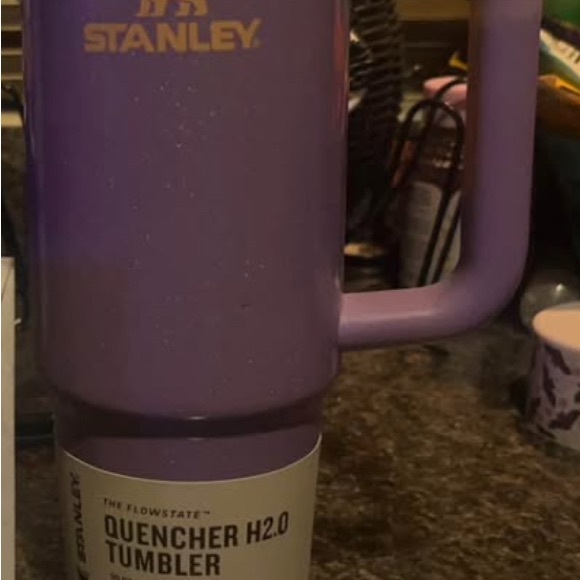 STANLEY.
STANLEY.
THE FLOWSTATE™
QUENCHER H2.0
TUMBLER